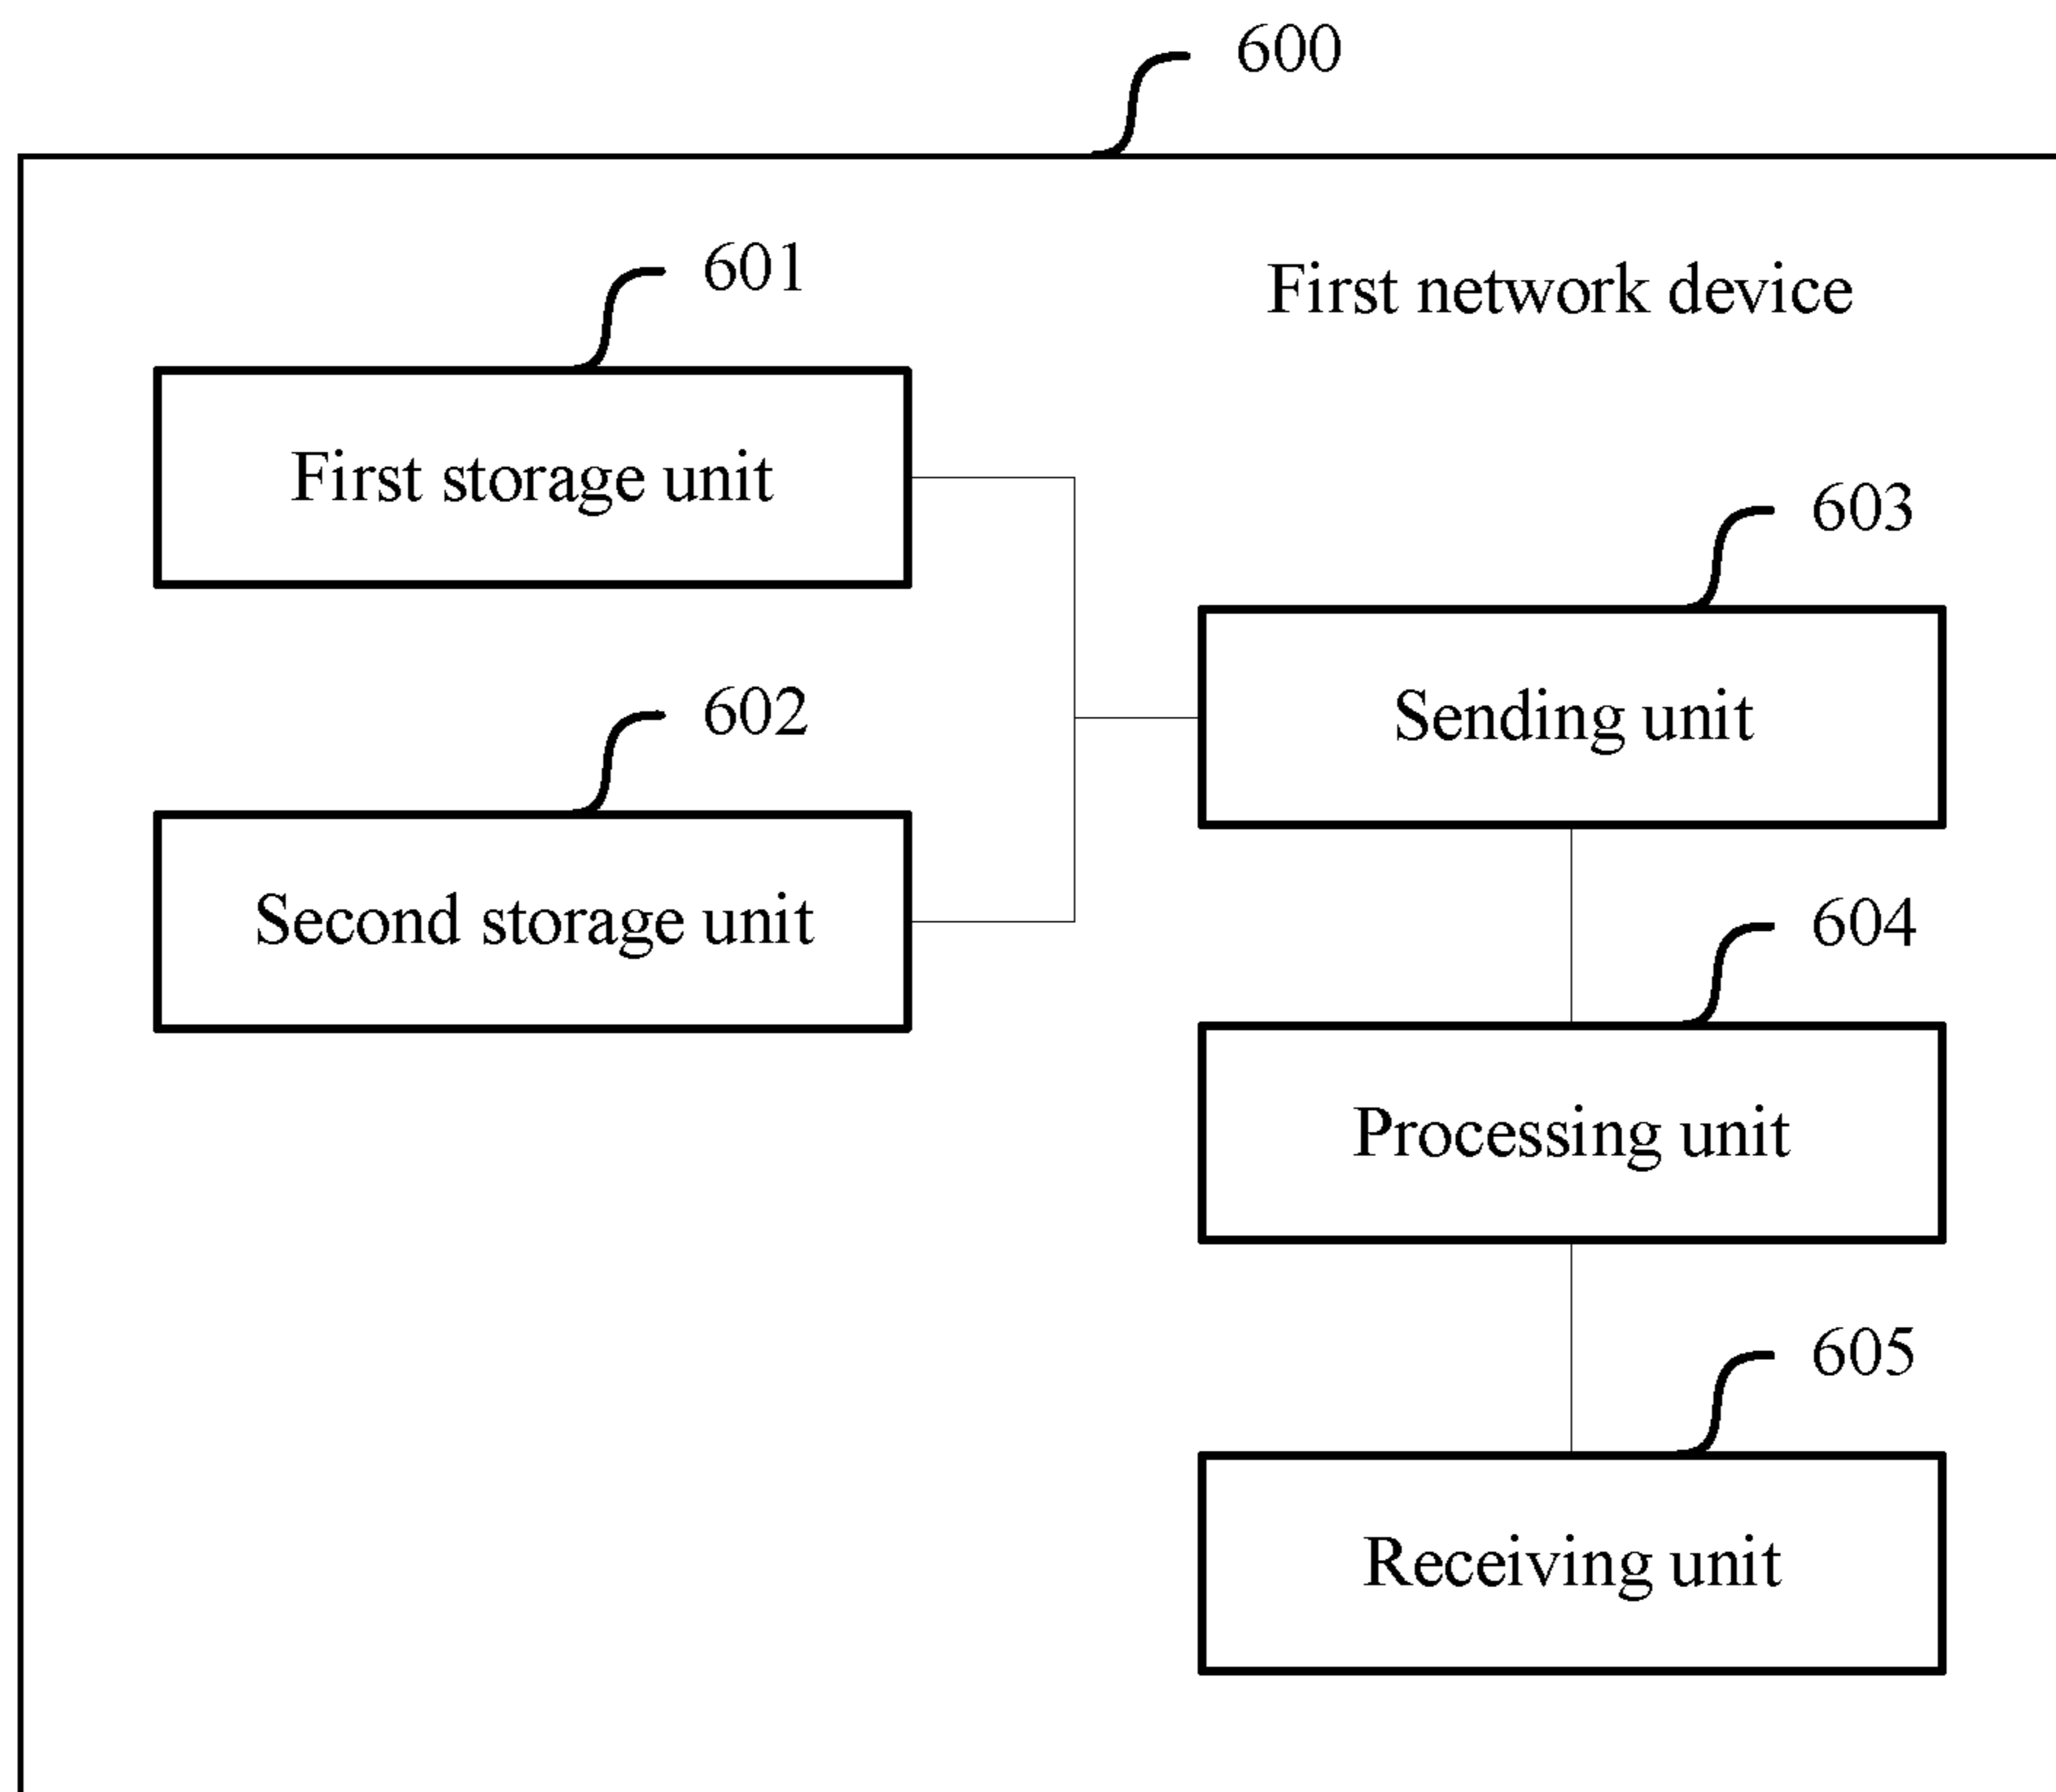 600
601
First network device
First storage unit
603
602
Sending unit
Second storage unit
604
Processing unit
605
Receiving unit